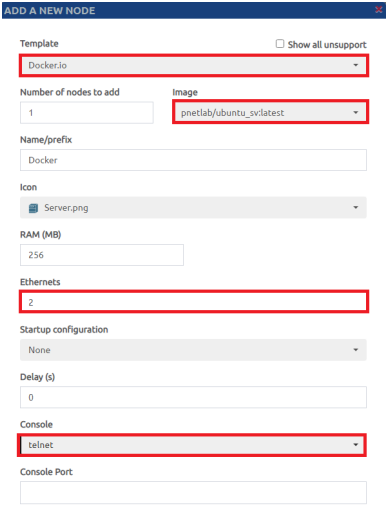 ADD A NEW NODE
Template
Show all unsupport
Docker.io
Number of nodes to add Image
1 pnetlab/ubuntu_sv:latest
Name/prefix
Docker
Icon
Server.png
RAM (MB)
256
Ethernets
2
Startup configuration
None
Delay (s)
0
Console
telnet
Console Port